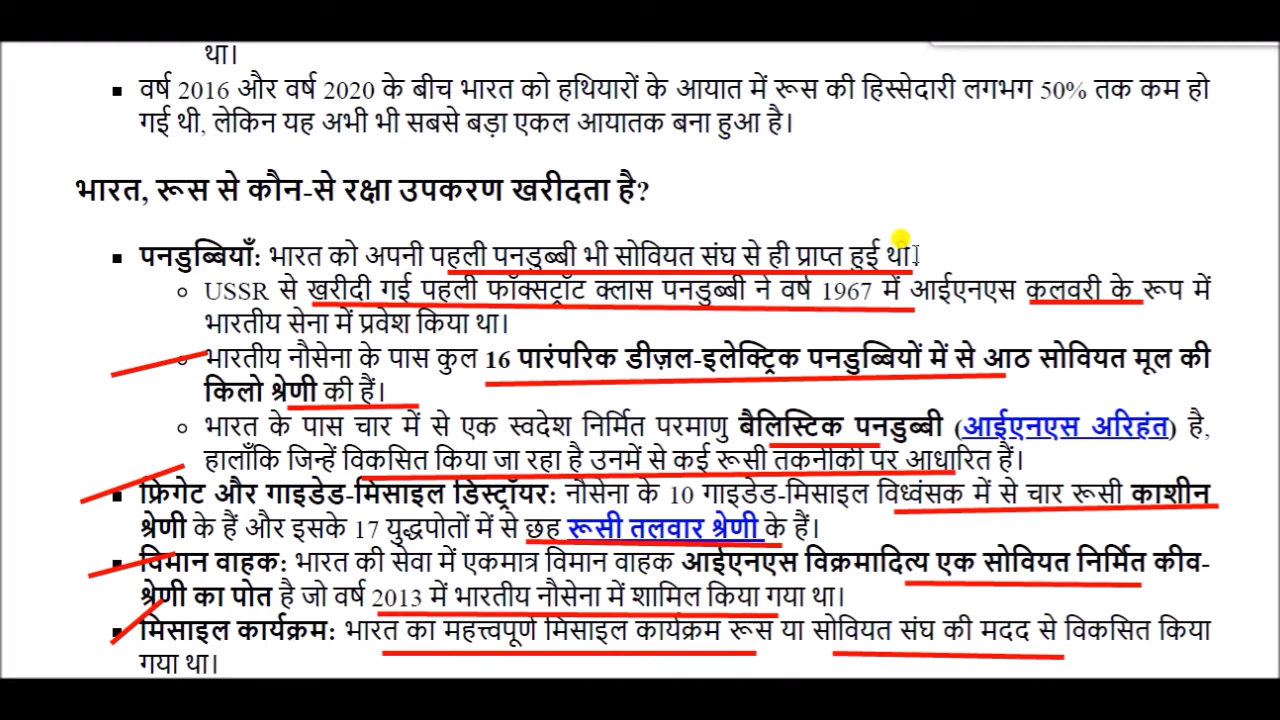 था।
▪ वर्ष 2016 और वर्ष 2020 के बीच भारत को हथियारों के आयात में रूस की हिस्सेदारी लगभग 50% तक कम हो
गई थी, लेकिन यह अभी भी सबसे बड़ा एकल आयातक बना हुआ है।
भारत, रूस से कौन-से रक्षा उपकरण खरीदता है?
▪ पनडुब्बियाँ: भारत को अपनी पहली पनडुब्बी भी सोवियत संघ से ही प्राप्त हुई थी।
○ USSR से खरीदी गई पहली फॉक्सट्रॉट क्लास पनडुब्बी ने वर्ष 1967 में आईएनएस कलवरी के रूप में
भारतीय सेना में प्रवेश किया था।
○ भारतीय नौसेना के पास कुल 16 पारंपरिक डीज़ल-इलेक्ट्रिक पनडुब्बियों में से आठ सोवियत मूल की
किलो श्रेणी की हैं।
○ भारत के पास चार में से एक स्वदेश निर्मित परमाणु बैलिस्टिक पनडुब्बी (आईएनएस अरिहंत) है,
हालाँकि जिन्हें विकसित किया जा रहा है उनमें से कई रूसी तकनीकी पर आधारित हैं।
▪ फ्रिगेट और गाइडेड-मिसाइल डिस्ट्रॉयर: नौसेना के 10 गाइडेड-मिसाइल विध्वंसक में से चार रूसी काशीन
श्रेणी के हैं और इसके 17 युद्धपोतों में से छह रूसी तलवार श्रेणी के हैं।
▪ विमान वाहक: भारत की सेवा में एकमात्र विमान वाहक आईएनएस विक्रमादित्य एक सोवियत निर्मित कीव-
श्रेणी का पोत है जो वर्ष 2013 में भारतीय नौसेना में शामिल किया गया था।
▪ मिसाइल कार्यक्रम: भारत का महत्त्वपूर्ण मिसाइल कार्यक्रम रूस या सोवियत संघ की मदद से विकसित किया
गया था।